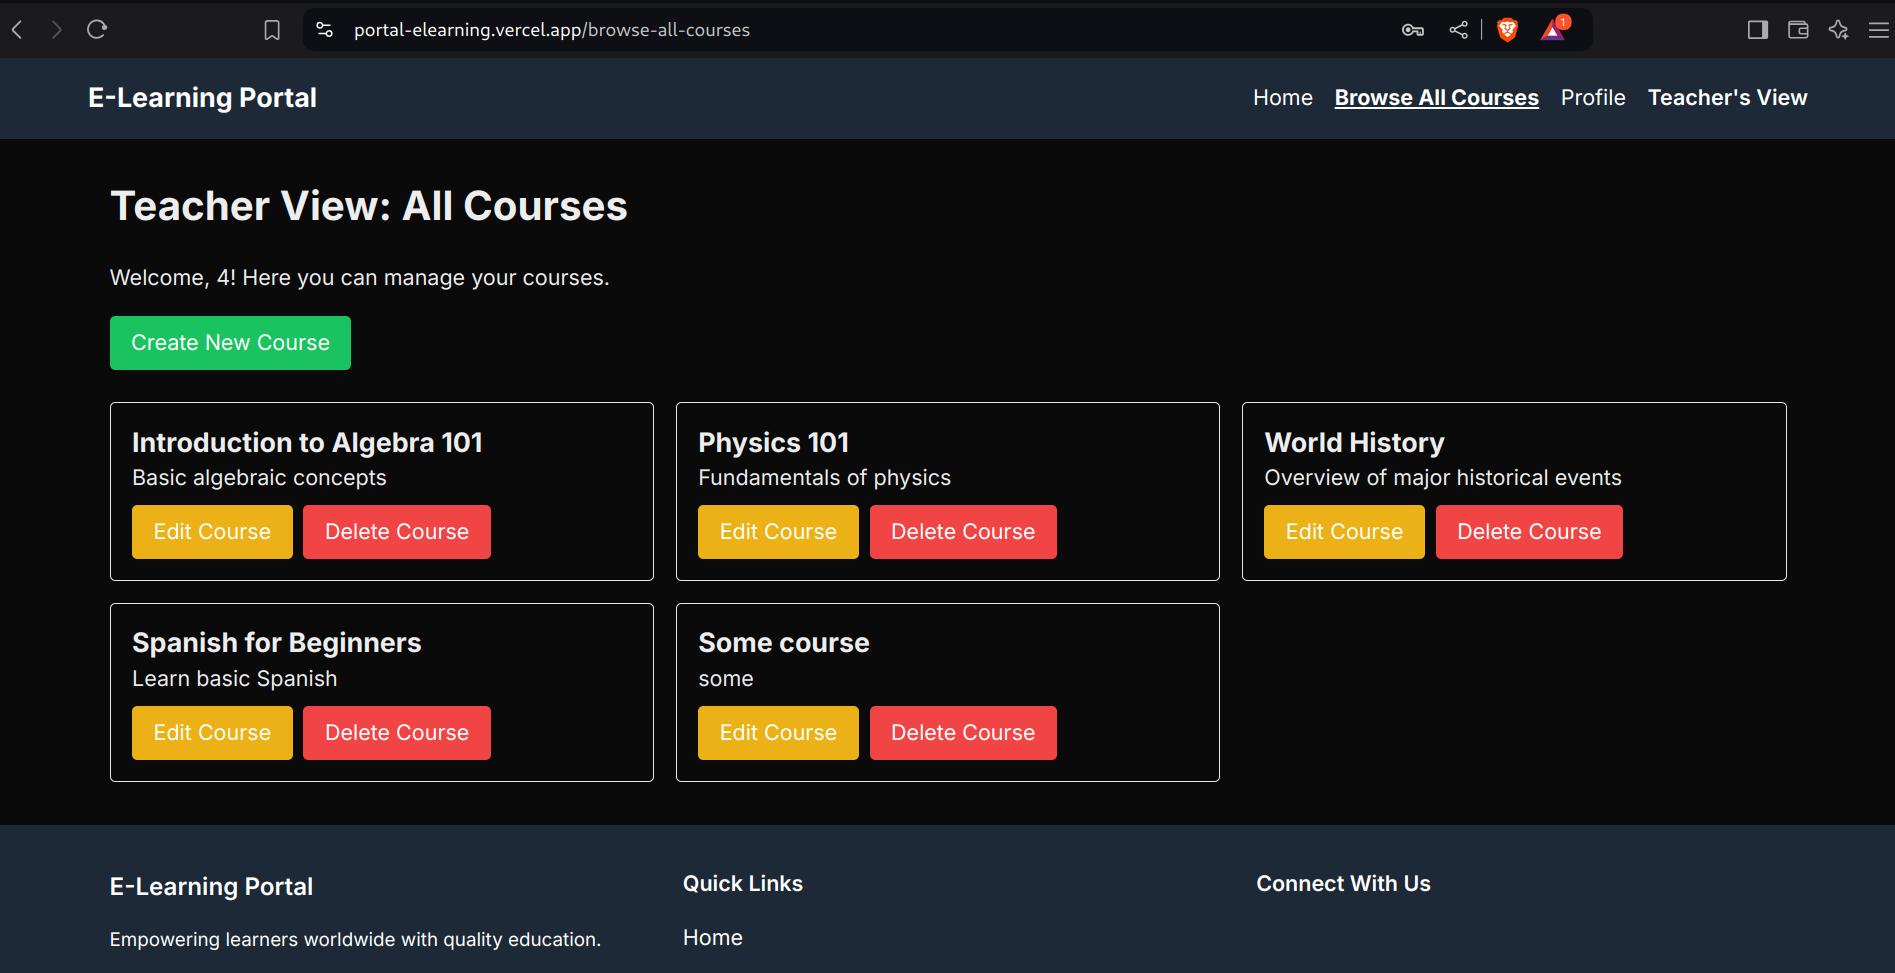 portal-elearning.vercel.app/browse-all-courses
1
E-Learning Portal
Home Browse All Courses Profile Teacher's View
Teacher View: All Courses
Welcome, 4! Here you can manage your courses.
Create New Course
Introduction to Algebra 101
Basic algebraic concepts
Edit Course Delete Course
Physics 101
Fundamentals of physics
Edit Course Delete Course
World History
Overview of major historical events
Edit Course Delete Course
Spanish for Beginners
Learn basic Spanish
Edit Course Delete Course
Some course
some
Edit Course Delete Course
E-Learning Portal
Empowering learners worldwide with quality education.
Quick Links
Home
Connect With Us